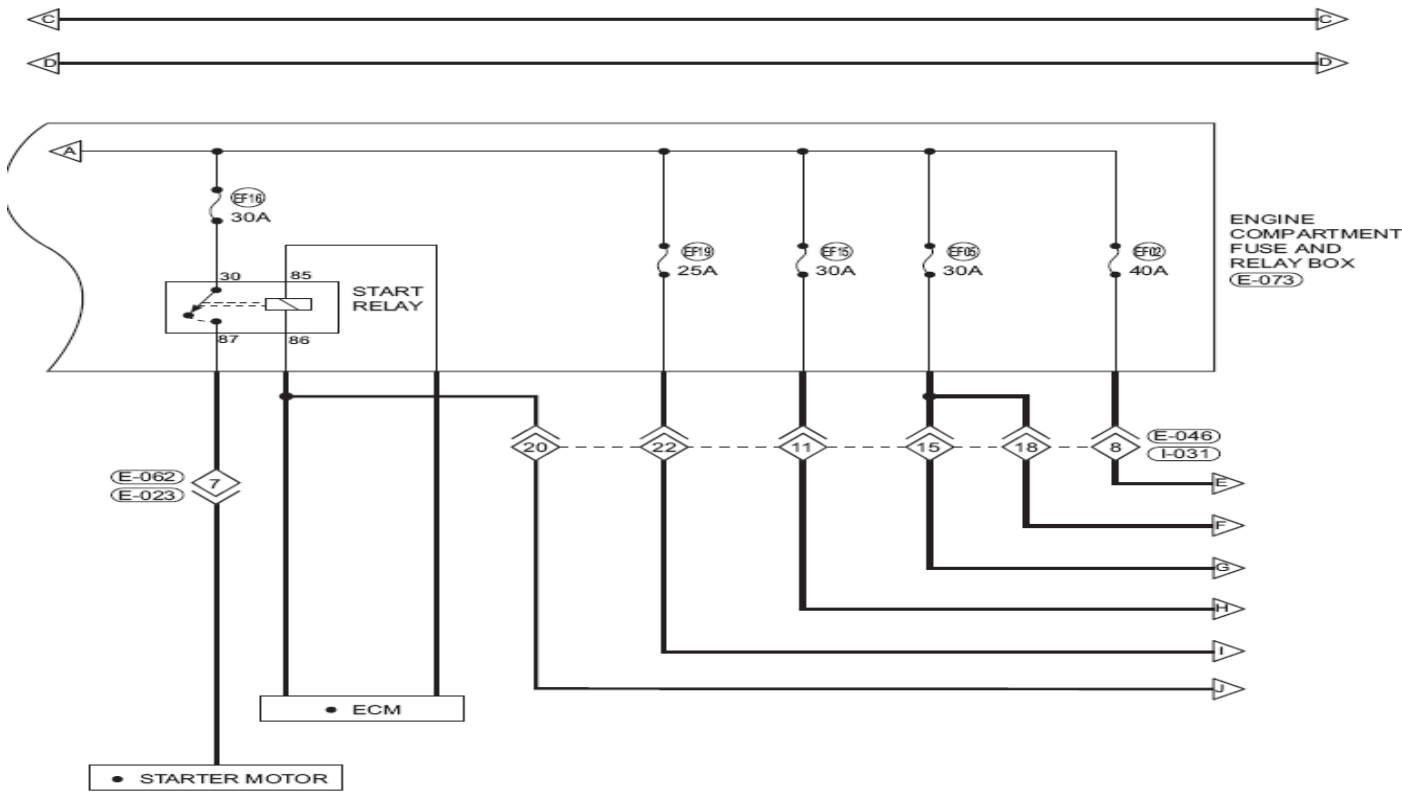 C C
D D
A
EF16
30A
EF19
25A
EF15
30A
EF05
30A
EF02
40A
ENGINE
COMPARTMENT
FUSE AND
RELAY BOX
E-073
30 85
START
RELAY
87 86
20 22 11 15 18 8
E-046
I-031
E-062
E-023
7
E
F
G
H
I
J
• ECM
• STARTER MOTOR